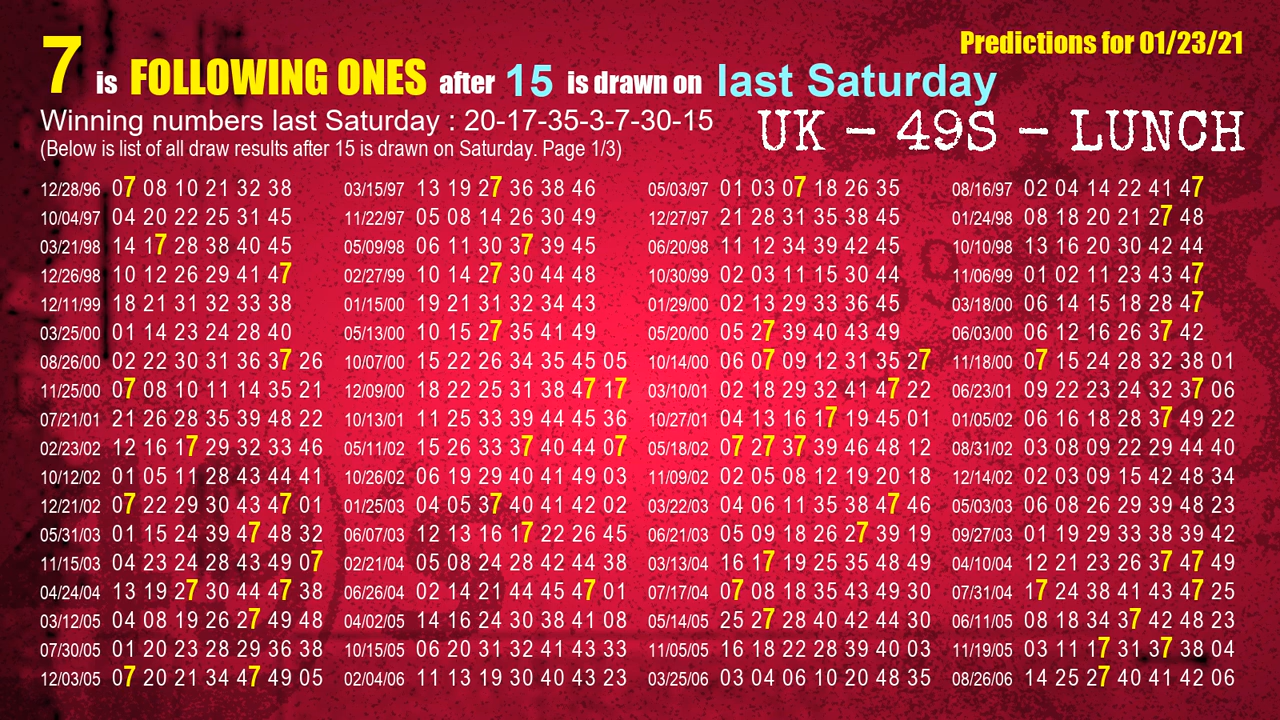 Predictions for 01/23/21
7 is FOLLOWING ONES after 15 is drawn on last Saturday
Winning numbers last Saturday : 20-17-35-3-7-30-15
UK - 49S - LUNCH
(Below is list of all draw results after 15 is drawn on Saturday. Page 1/3)
12/28/96 07 08 10 21 32 38 03/15/97 13 19 27 36 38 46 05/03/97 01 03 07 18 26 35 08/16/97 02 04 14 22 41 47
10/04/97 04 20 22 25 31 45 11/22/97 05 08 14 26 30 49 12/27/97 21 28 31 35 38 45 01/24/98 08 18 20 21 27 48
03/21/98 14 17 28 38 40 45 05/09/98 06 11 30 37 39 45 06/20/98 11 12 34 39 42 45 10/10/98 13 16 20 30 42 44
12/26/98 10 12 26 29 41 47 02/27/99 10 14 27 30 44 48 10/30/99 02 03 11 15 30 44 11/06/99 01 02 11 23 43 47
12/11/99 18 21 31 32 33 38 01/15/00 19 21 31 32 34 43 01/29/00 02 13 29 33 36 45 03/18/00 06 14 15 18 28 47
03/25/00 01 14 23 24 28 40 05/13/00 10 15 27 35 41 49 05/20/00 05 27 39 40 43 49 06/03/00 06 12 16 26 37 42
08/26/00 02 22 30 31 36 37 26 10/07/00 15 22 26 34 35 45 05 10/14/00 06 07 09 12 31 35 27 11/18/00 07 15 24 28 32 38 01
11/25/00 07 08 10 11 14 35 21 12/09/00 18 22 25 31 38 47 17 03/10/01 02 18 29 32 41 47 22 06/23/01 09 22 23 24 32 37 06
07/21/01 21 26 28 35 39 48 22 10/13/01 11 25 33 39 44 45 36 10/27/01 04 13 16 17 19 45 01 01/05/02 06 16 18 28 37 49 22
02/23/02 12 16 17 29 32 33 46 05/11/02 15 26 33 37 40 44 07 05/18/02 07 27 37 39 46 48 12 08/31/02 03 08 09 22 29 44 40
10/12/02 01 05 11 28 43 44 41 10/26/02 06 19 29 40 41 49 03 11/09/02 02 05 08 12 19 20 18 12/14/02 02 03 09 15 42 48 34
12/21/02 07 22 29 30 43 47 01 01/25/03 04 05 37 40 41 42 02 03/22/03 04 06 11 35 38 47 46 05/03/03 06 08 26 29 39 48 23
05/31/03 01 15 24 39 47 48 32 06/07/03 12 13 16 17 22 26 45 06/21/03 05 09 18 26 27 39 19 09/27/03 01 19 29 33 38 39 42
11/15/03 04 23 24 28 43 49 07 02/21/04 05 08 24 28 42 44 38 03/13/04 16 17 19 25 35 48 49 04/10/04 12 21 23 26 37 47 49
04/24/04 13 19 27 30 44 47 38 06/26/04 02 14 21 44 45 47 01 07/17/04 07 08 18 35 43 49 30 07/31/04 17 24 38 41 43 47 25
03/12/05 04 08 19 26 27 49 48 04/02/05 14 16 24 30 38 41 08 05/14/05 25 27 28 40 42 44 30 06/11/05 08 18 34 37 42 48 23
07/30/05 01 20 23 28 29 36 38 10/15/05 06 20 31 32 41 43 33 11/05/05 16 18 22 28 39 40 03 11/19/05 03 11 17 31 37 38 04
12/03/05 07 20 21 34 47 49 05 02/04/06 11 13 19 30 40 43 23 03/25/06 03 04 06 10 20 48 35 08/26/06 14 25 27 40 41 42 06